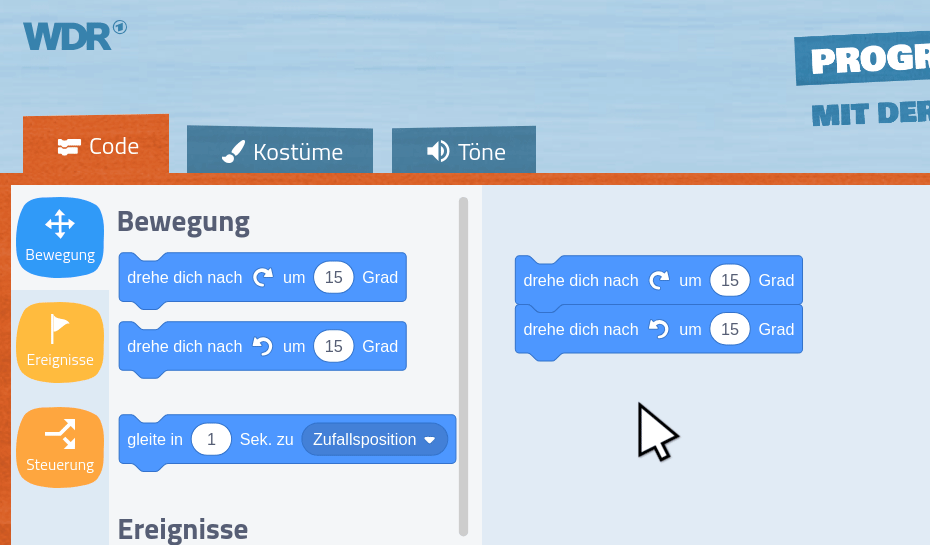 WDR
PROGR
MIT DER
Code
Kostüme
Töne
Bewegung
Ereignisse
Steuerung
Bewegung
drehe dich nach um 15 Grad
drehe dich nach um 15 Grad
gleite in 1 Sek. zu Zufallsposition
Ereignisse
drehe dich nach um 15 Grad
drehe dich nach um 15 Grad